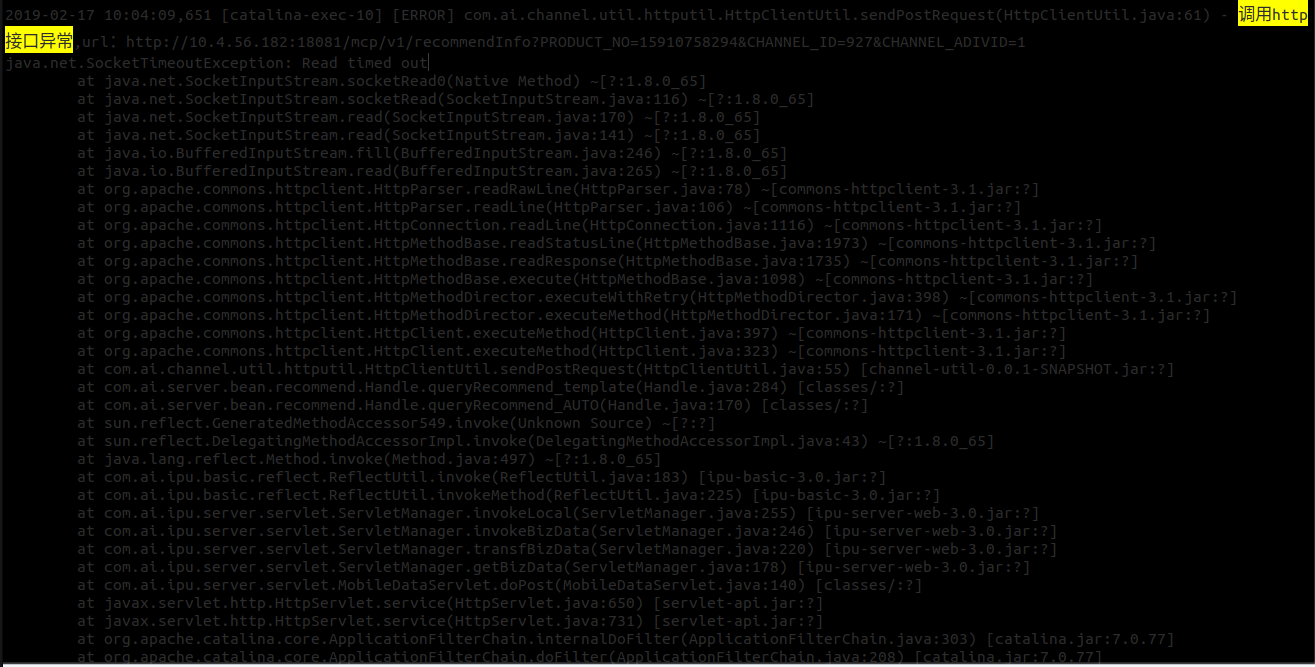 2019-02-17 10:04:09,651 [catalina-exec-10] [ERROR] com.ai.channel.util.httputil.HttpClientUtil.sendPostRequest(HttpClientUtil.java:61) - 调用http
接口异常,url: http://10.4.56.182:18081/mcp/v1/recommendInfo?PRODUCT_NO=15910759294&CHANNEL_ID=927&CHANNEL_ADIVID=1
java.net.SocketTimeoutException: Read timed out
at java.net.SocketInputStream.socketRead0(Native Method) ~[?:1.8.0_65]
at java.net.SocketInputStream.socketRead(SocketInputStream.java:116) ~[?:1.8.0_65]
at java.net.SocketInputStream.read(SocketInputStream.java:170) ~[?:1.8.0_65]
at java.net.SocketInputStream.read(SocketInputStream.java:141) ~[?:1.8.0_65]
at java.io.BufferedInputStream.fill(BufferedInputStream.java:246) ~[?:1.8.0_65]
at java.io.BufferedInputStream.read(BufferedInputStream.java:265) ~[?:1.8.0_65]
at org.apache.commons.httpclient.HttpParser.readRawLine(HttpParser.java:78) ~[commons-httpclient-3.1.jar:?]
at org.apache.commons.httpclient.HttpParser.readLine(HttpParser.java:106) ~[commons-httpclient-3.1.jar:?]
at org.apache.commons.httpclient.HttpConnection.readLine(HttpConnection.java:1116) ~[commons-httpclient-3.1.jar:?]
at org.apache.commons.httpclient.HttpMethodBase.readStatusLine(HttpMethodBase.java:1973) ~[commons-httpclient-3.1.jar:?]
at org.apache.commons.httpclient.HttpMethodBase.readResponse(HttpMethodBase.java:1735) ~[commons-httpclient-3.1.jar:?]
at org.apache.commons.httpclient.HttpMethodBase.execute(HttpMethodBase.java:1098) ~[commons-httpclient-3.1.jar:?]
at org.apache.commons.httpclient.HttpMethodDirector.executeWithRetry(HttpMethodDirector.java:398) ~[commons-httpclient-3.1.jar:?]
at org.apache.commons.httpclient.HttpMethodDirector.executeMethod(HttpMethodDirector.java:171) ~[commons-httpclient-3.1.jar:?]
at org.apache.commons.httpclient.HttpClient.executeMethod(HttpClient.java:397) ~[commons-httpclient-3.1.jar:?]
at org.apache.commons.httpclient.HttpClient.executeMethod(HttpClient.java:323) ~[commons-httpclient-3.1.jar:?]
at com.ai.channel.util.httputil.HttpClientUtil.sendPostRequest(HttpClientUtil.java:55) [channel-util-0.0.1-SNAPSHOT.jar:?]
at com.ai.server.bean.recommend.Handle.queryRecommend_template(Handle.java:284) [classes/:?]
at com.ai.server.bean.recommend.Handle.queryRecommend_AUTO(Handle.java:170) [classes/:?]
at sun.reflect.GeneratedMethodAccessor549.invoke(Unknown Source) ~[?:?]
at sun.reflect.DelegatingMethodAccessorImpl.invoke(DelegatingMethodAccessorImpl.java:43) ~[?:1.8.0_65]
at java.lang.reflect.Method.invoke(Method.java:497) ~[?:1.8.0_65]
at com.ai.ipu.basic.reflect.ReflectUtil.invoke(ReflectUtil.java:183) [ipu-basic-3.0.jar:?]
at com.ai.ipu.basic.reflect.ReflectUtil.invokeMethod(ReflectUtil.java:225) [ipu-basic-3.0.jar:?]
at com.ai.ipu.server.servlet.ServletManager.invokeLocal(ServletManager.java:255) [ipu-server-web-3.0.jar:?]
at com.ai.ipu.server.servlet.ServletManager.invokeBizData(ServletManager.java:246) [ipu-server-web-3.0.jar:?]
at com.ai.ipu.server.servlet.ServletManager.transfBizData(ServletManager.java:220) [ipu-server-web-3.0.jar:?]
at com.ai.ipu.server.servlet.ServletManager.getBizData(ServletManager.java:178) [ipu-server-web-3.0.jar:?]
at com.ai.ipu.server.servlet.MobileDataServlet.doPost(MobileDataServlet.java:140) [classes/:?]
at javax.servlet.http.HttpServlet.service(HttpServlet.java:650) [servlet-api.jar:?]
at javax.servlet.http.HttpServlet.service(HttpServlet.java:731) [servlet-api.jar:?]
at org.apache.catalina.core.ApplicationFilterChain.internalDoFilter(ApplicationFilterChain.java:303) [catalina.jar:7.0.77]
at org.apache.catalina.core.ApplicationFilterChain.doFilter(ApplicationFilterChain.java:208) [catalina.jar:7.0.77]